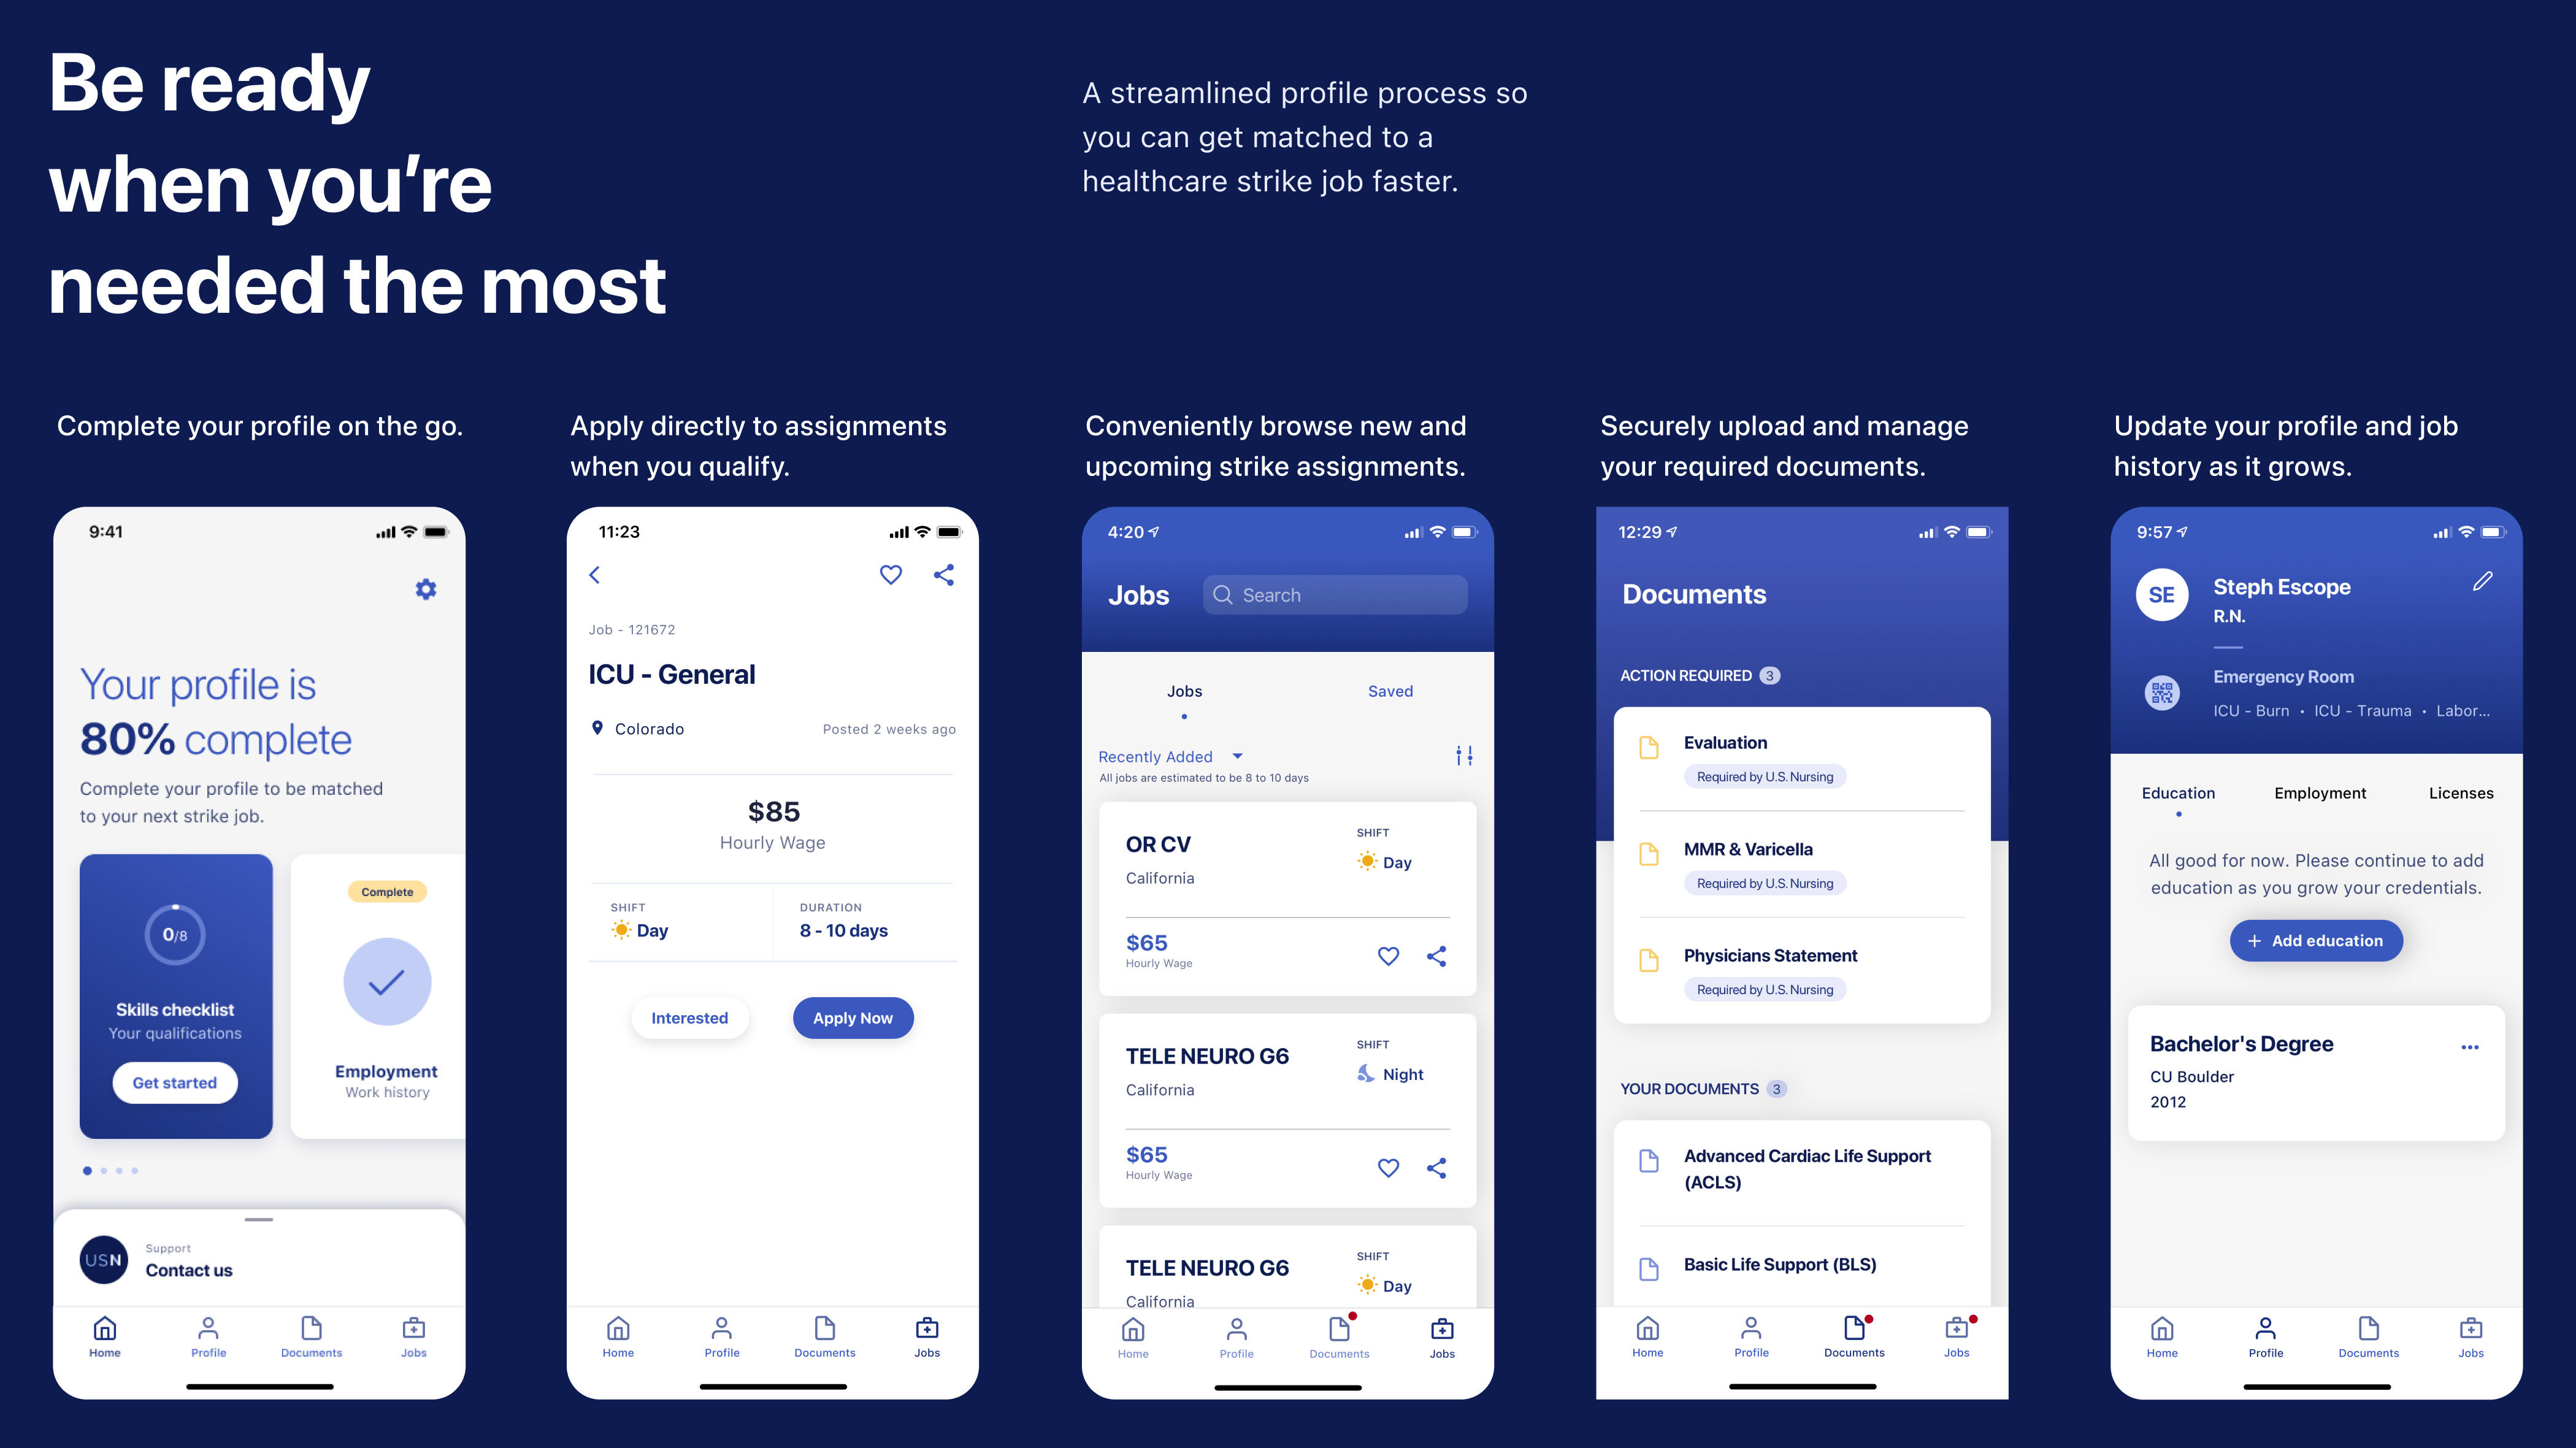 Be ready
when you’re
needed the most
A streamlined profile process so
you can get matched to a
healthcare strike job faster.
Complete your profile on the go.
9:41
Your profile is
80% complete
Complete your profile to be matched
to your next strike job.
0/8
Skills checklist
Your qualifications
Get started
Complete
Employment
Work history
USN
Support
Contact us
Home
Profile
Documents
Jobs
Apply directly to assignments
when you qualify.
11:23
Job - 121672
ICU - General
Colorado
Posted 2 weeks ago
$85
Hourly Wage
SHIFT
Day
DURATION
8 - 10 days
Interested
Apply Now
Home
Profile
Documents
Jobs
Conveniently browse new and
upcoming strike assignments.
4:20
Jobs
Search
Jobs
Saved
Recently Added
All jobs are estimated to be 8 to 10 days
OR CV
California
SHIFT
Day
$65
Hourly Wage
TELE NEURO G6
California
SHIFT
Night
$65
Hourly Wage
TELE NEURO G6
California
SHIFT
Day
Home
Profile
Documents
Jobs
Securely upload and manage
your required documents.
12:29
Documents
ACTION REQUIRED 3
Evaluation
Required by U.S. Nursing
MMR & Varicella
Required by U.S. Nursing
Physicians Statement
Required by U.S. Nursing
YOUR DOCUMENTS 3
Advanced Cardiac Life Support
(ACLS)
Basic Life Support (BLS)
Home
Profile
Documents
Jobs
Update your profile and job
history as it grows.
9:57
SE
Steph Escope
R.N.
Emergency Room
ICU - Burn • ICU - Trauma • Labor...
Education
Employment
Licenses
All good for now. Please continue to add
education as you grow your credentials.
+ Add education
Bachelor's Degree
CU Boulder
2012
Home
Profile
Documents
Jobs